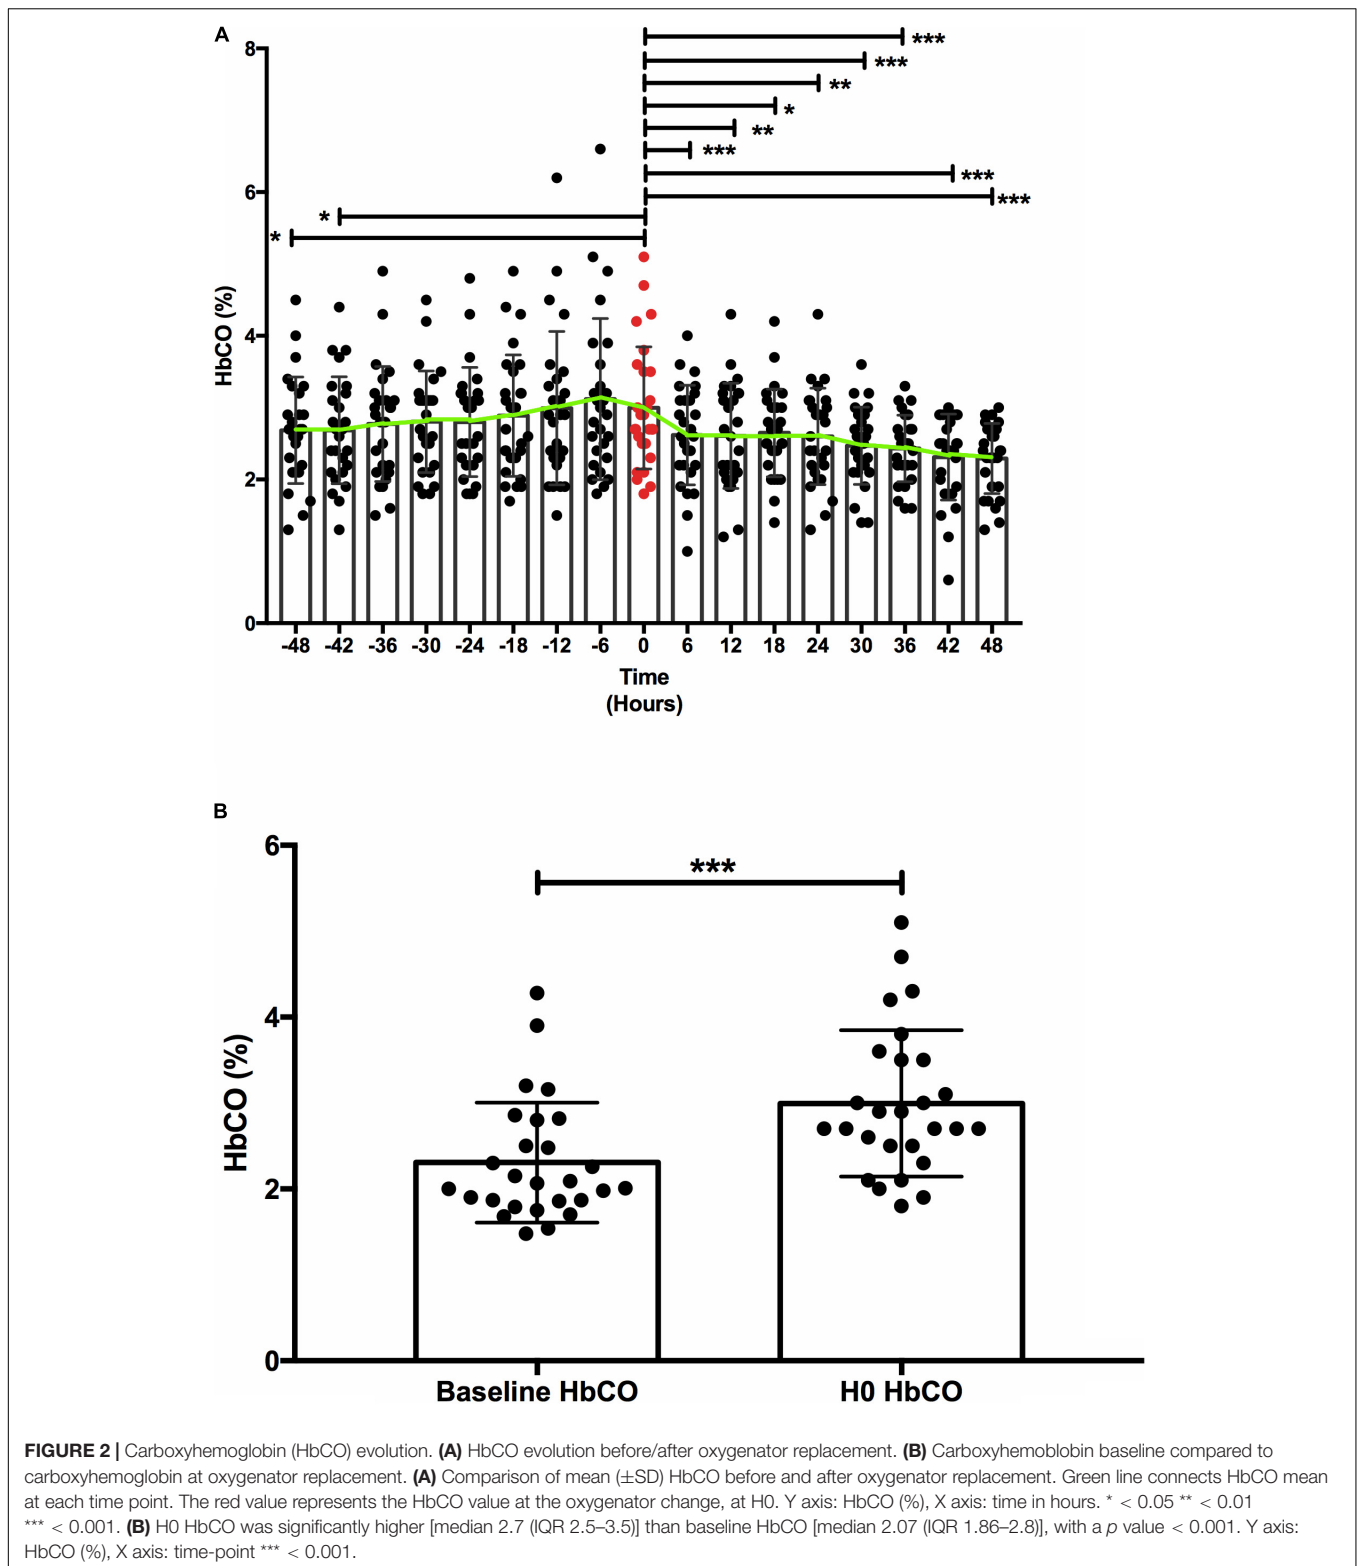 A
***
***
**
*
**
***
***
***
*
*
8
6
4
2
0
HbCO (%)
-48 -42 -36 -30 -24 -18 -12 -6 0 6 12 18 24 30 36 42 48
Time
(Hours)
B
***
6
4
2
0
HbCO (%)
Baseline HbCO H0 HbCO
FIGURE 2 | Carboxyhemoglobin (HbCO) evolution. (A) HbCO evolution before/after oxygenator replacement. (B) Carboxyhemoblobin baseline compared to
carboxyhemoglobin at oxygenator replacement. (A) Comparison of mean (±SD) HbCO before and after oxygenator replacement. Green line connects HbCO mean
at each time point. The red value represents the HbCO value at the oxygenator change, at H0. Y axis: HbCO (%), X axis: time in hours. * < 0.05 ** < 0.01
*** < 0.001. (B) H0 HbCO was significantly higher [median 2.7 (IQR 2.5–3.5)] than baseline HbCO [median 2.07 (IQR 1.86–2.8)], with a p value < 0.001. Y axis:
HbCO (%), X axis: time-point *** < 0.001.